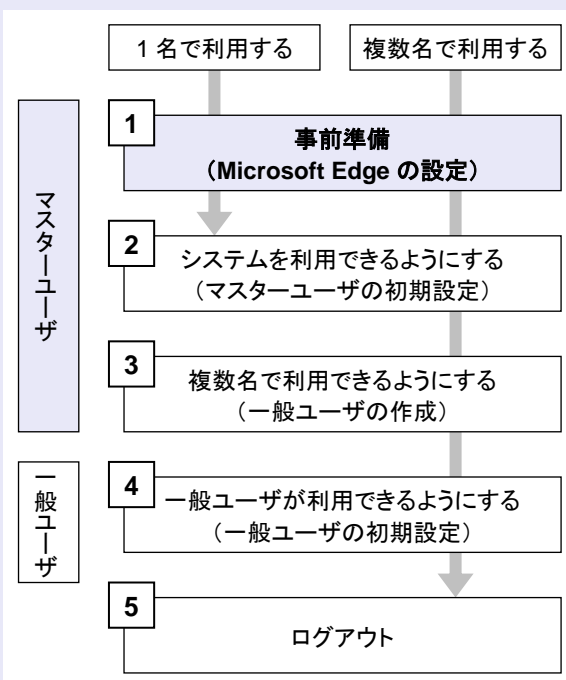 1 名で利用する
複数名で利用する
マスターユーザ
1
事前準備
（Microsoft Edge の設定）
2
システムを利用できるようにする
（マスターユーザの初期設定）
3
複数名で利用できるようにする
（一般ユーザの作成）
一般ユーザ
4
一般ユーザが利用できるようにする
（一般ユーザの初期設定）
5
ログアウト